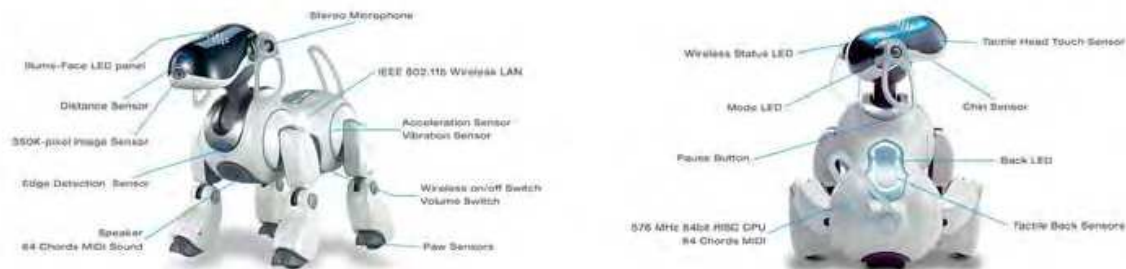 Stereo Microphone
Illume-Face LED panel
IEEE 802.11b Wireless LAN
Distance Sensor
350K-pixel Image Sensor
Acceleration Sensor
Vibration Sensor
Edge Detection Sensor
Wireless on/off Switch
Volume Switch
Speaker
64 Chords MIDI Sound
Paw Sensors
Wireless Status LED
Tactile Head Touch Sensor
Mode LED
Chin Sensor
Pause Button
Back LED
576 MHz 64bit RISC CPU
64 Chords MIDI
Tactile Back Sensors